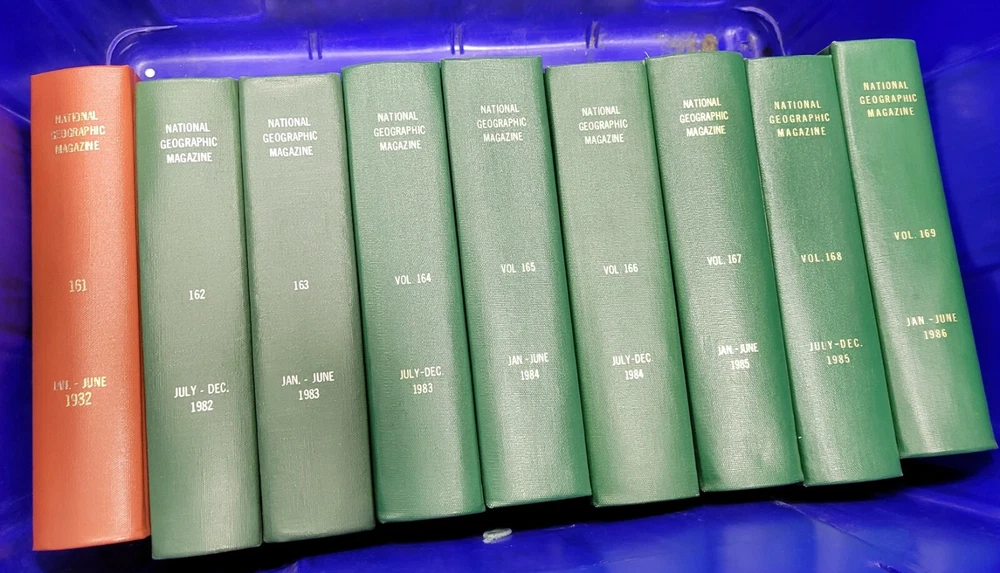 NATIONAL
GEOGRAPHIC
MAGAZINE
161
JAN. - JUNE
1932
NATIONAL
GEOGRAPHIC
MAGAZINE
162
JULY - DEC.
1982
NATIONAL
GEOGRAPHIC
MAGAZINE
163
JAN. - JUNE
1983
NATIONAL
GEOGRAPHIC
MAGAZINE
VOL. 164
JULY-DEC.
1983
NATIONAL
GEOGRAPHIC
MAGAZINE
VOL. 165
JAN-JUNE
1984
NATIONAL
GEOGRAPHIC
MAGAZINE
VOL. 166
JULY-DEC
1984
NATIONAL
GEOGRAPHIC
MAGAZINE
VOL. 167
JAN.-JUNE
1985
NATIONAL
GEOGRAPHIC
MAGAZINE
VOL. 168
JULY-DEC.
1985
NATIONAL
GEOGRAPHIC
MAGAZINE
VOL. 169
JAN -JUNE
1986